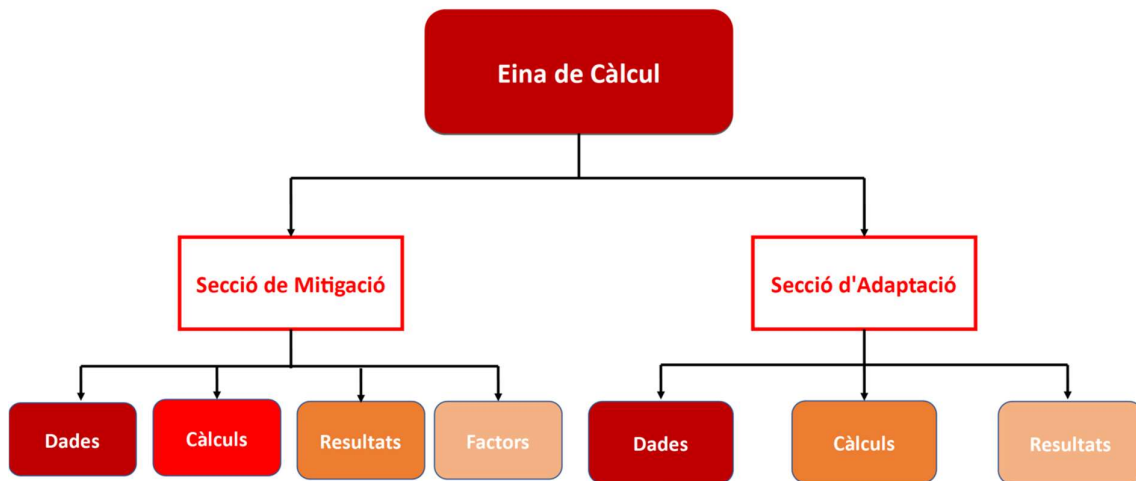 Eina de Càlcul
Secció de Mitigació
Secció d'Adaptació
Dades
Càlculs
Resultats
Factors
Dades
Càlculs
Resultats